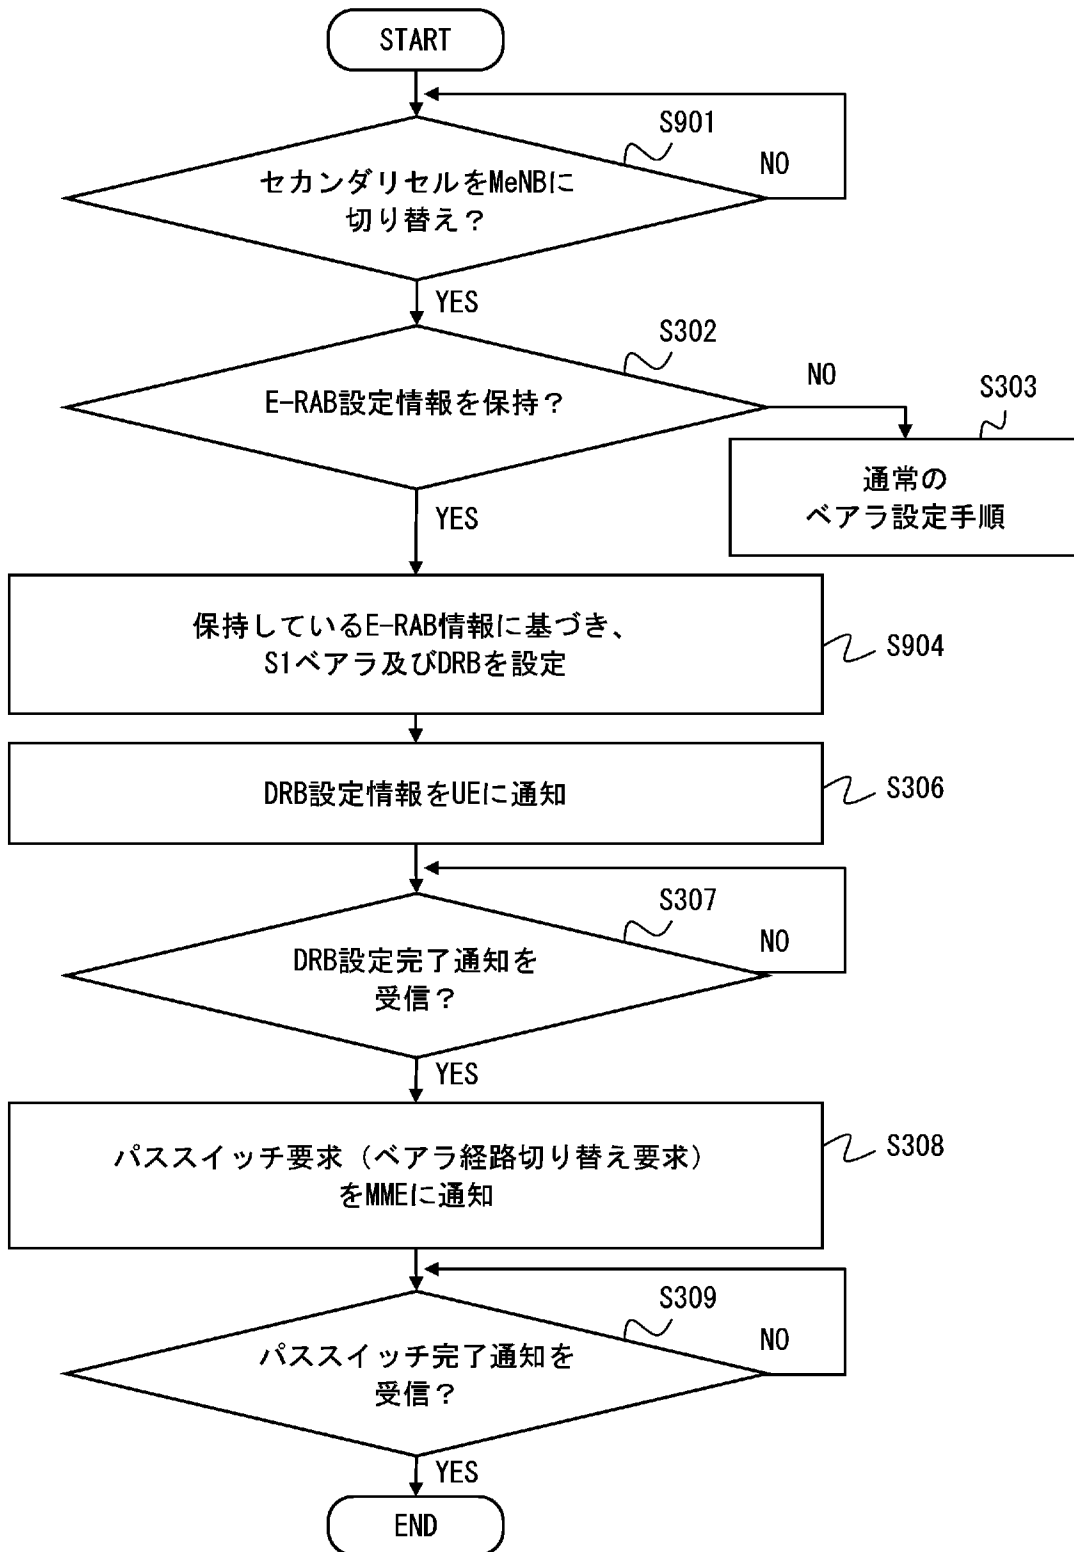 START
S901
NO
セカンダリセルをMeNBに
切り替え？
YES
S302
NO
E-RAB設定情報を保持？
S303
通常の
ベアラ設定手順
YES
保持しているE-RAB情報に基づき、
S1ベアラ及びDRBを設定
S904
DRB設定情報をUEに通知
S306
S307
NO
DRB設定完了通知を
受信？
YES
パススイッチ要求（ベアラ経路切り替え要求）
をMMEに通知
S308
S309
NO
パススイッチ完了通知を
受信？
YES
END